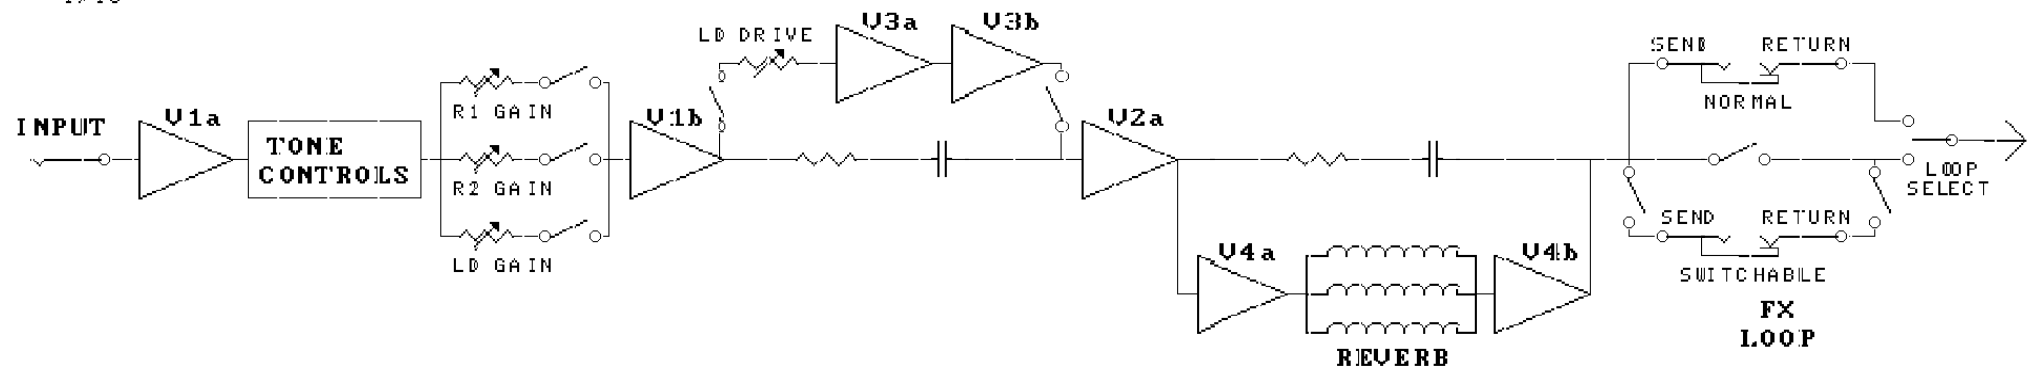 INPUT
V1a
TONE
CONTROLS
R1 GAIN
R2 GAIN
LD GAIN
V1b
LD DRIVE
V3a
V3b
V2a
V4a
REVERB
V4b
SEND
RETURN
NORMAL
LOOP
SELECT
SEND
RETURN
SWITCHABLE
FX
LOOP